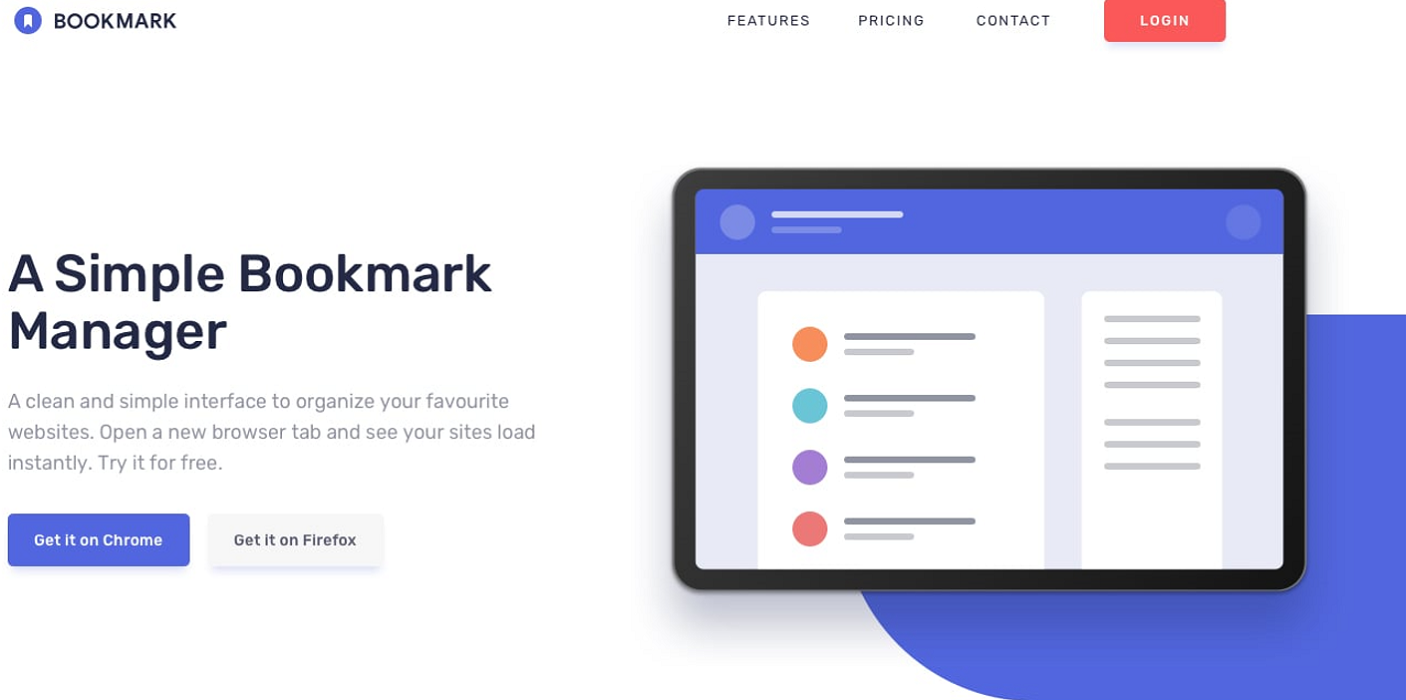 BOOKMARK
FEATURES PRICING CONTACT LOGIN
A Simple Bookmark
Manager
A clean and simple interface to organize your favourite
websites. Open a new browser tab and see your sites load
instantly. Try it for free.
Get it on Chrome Get it on Firefox